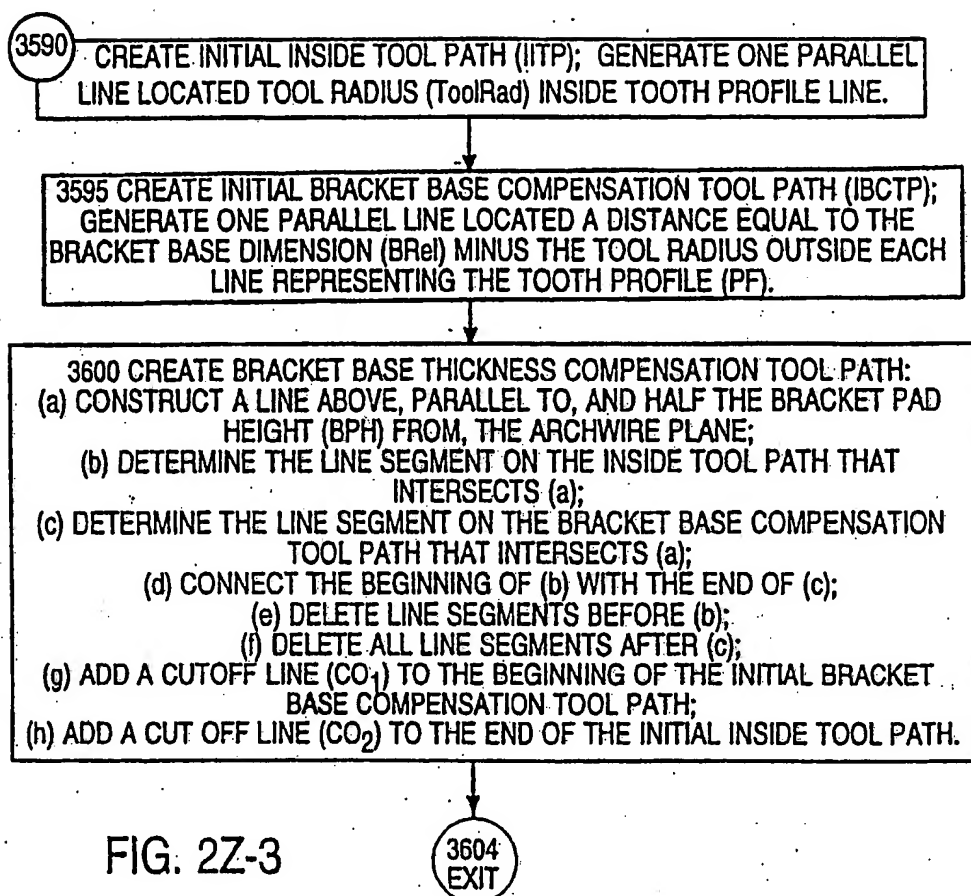 3590 CREATE INITIAL INSIDE TOOL PATH (IITP); GENERATE ONE PARALLEL
LINE LOCATED TOOL RADIUS (ToolRad) INSIDE TOOTH PROFILE LINE.
3595 CREATE INITIAL BRACKET BASE COMPENSATION TOOL PATH (IBCTP);
GENERATE ONE PARALLEL LINE LOCATED A DISTANCE EQUAL TO THE
BRACKET BASE DIMENSION (BRel) MINUS THE TOOL RADIUS OUTSIDE EACH
LINE REPRESENTING THE TOOTH PROFILE (PF).
3600 CREATE BRACKET BASE THICKNESS COMPENSATION TOOL PATH:
(a) CONSTRUCT A LINE ABOVE, PARALLEL TO, AND HALF THE BRACKET PAD
HEIGHT (BPH) FROM, THE ARCHWIRE PLANE;
(b) DETERMINE THE LINE SEGMENT ON THE INSIDE TOOL PATH THAT
INTERSECTS (a);
(c) DETERMINE THE LINE SEGMENT ON THE BRACKET BASE COMPENSATION
TOOL PATH THAT INTERSECTS (a);
(d) CONNECT THE BEGINNING OF (b) WITH THE END OF (c);
(e) DELETE LINE SEGMENTS BEFORE (b);
(f) DELETE ALL LINE SEGMENTS AFTER (c);
(g) ADD A CUTOFF LINE (CO1) TO THE BEGINNING OF THE INITIAL BRACKET
BASE COMPENSATION TOOL PATH;
(h) ADD A CUT OFF LINE (CO2) TO THE END OF THE INITIAL INSIDE TOOL PATH.
FIG. 2Z-3
3604
EXIT